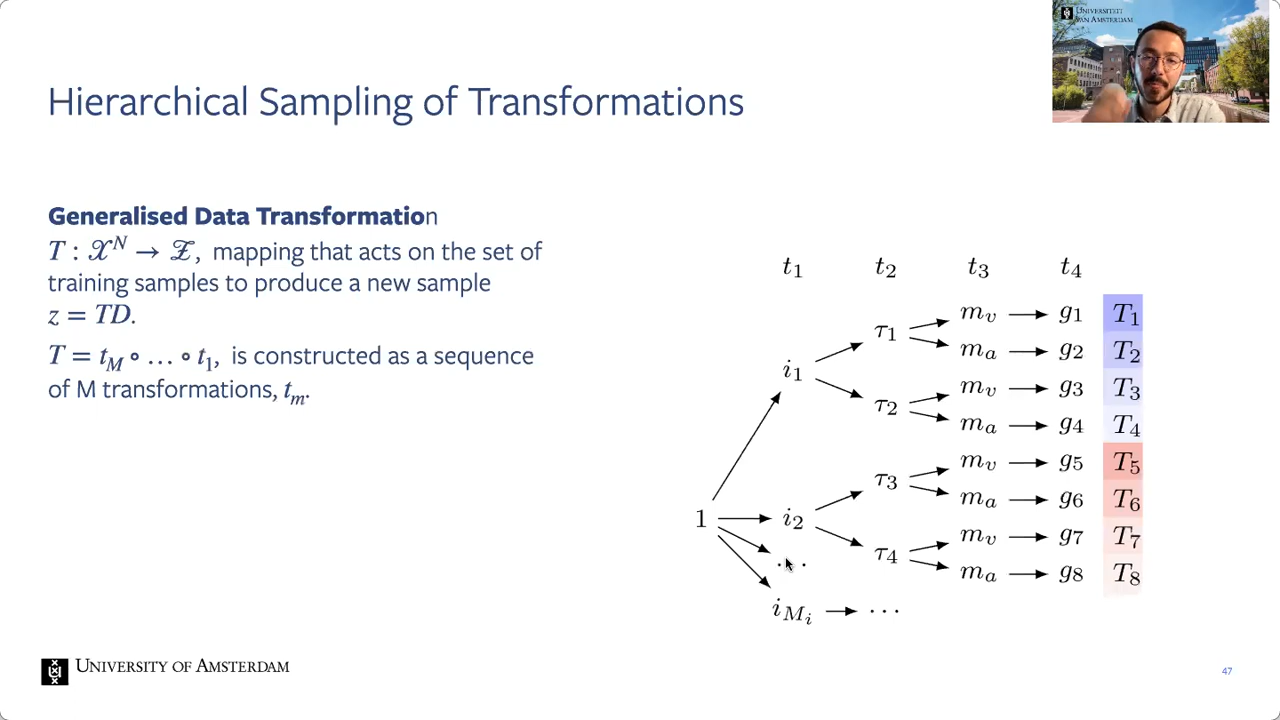 UNIVERSITEIT
VAN AMSTERDAM
Hierarchical Sampling of Transformations
Generalised Data Transformation
T : 𝒳^N → 𝒵, mapping that acts on the set of
training samples to produce a new sample
z = TD.
T = t_M ∘ … ∘ t_1, is constructed as a sequence
of M transformations, t_m.
t_1 t_2 t_3 t_4
m_v → g_1 T_1
τ_1
m_a → g_2 T_2
i_1
m_v → g_3 T_3
τ_2
m_a → g_4 T_4
m_v → g_5 T_5
τ_3
m_a → g_6 T_6
1 → i_2
m_v → g_7 T_7
τ_4
m_a → g_8 T_8
...
i_{M_i} → ···
UNIVERSITY OF AMSTERDAM
47